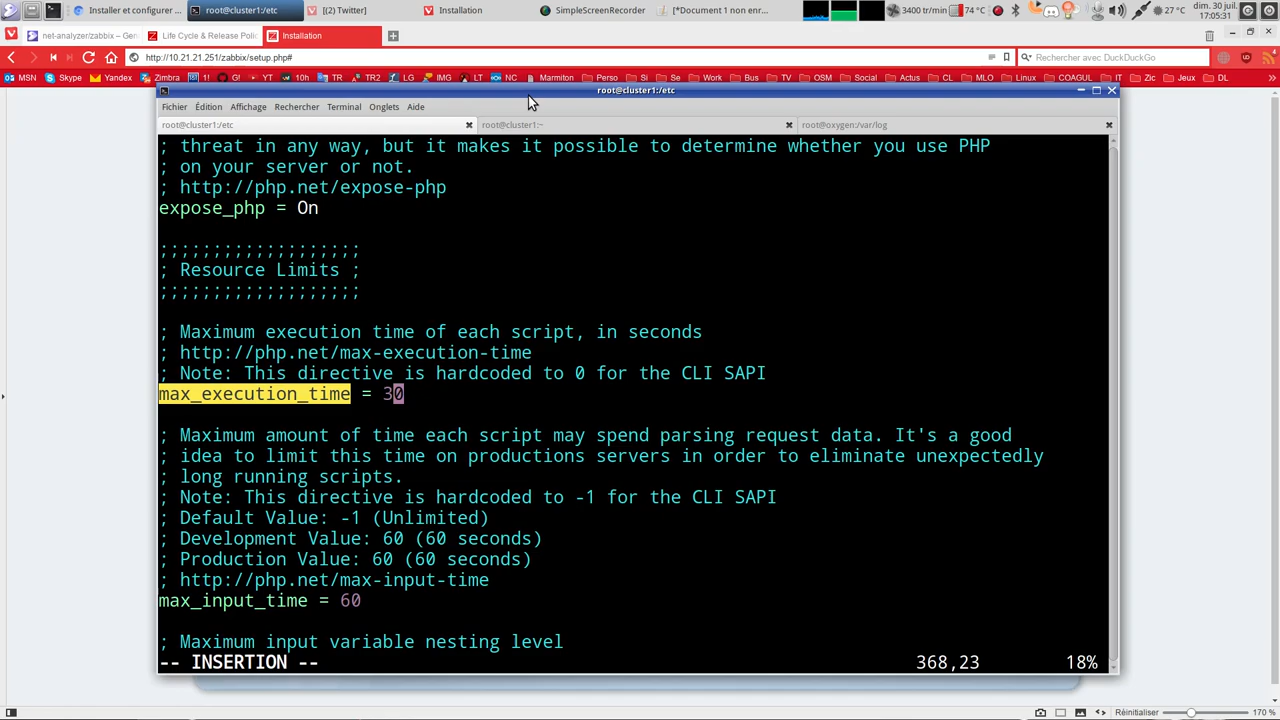 Installer et configurer ...
root@cluster1:/etc
[(2) Twitter]
Installation
SimpleScreenRecorder
[*Document 1 non enr...
3400 tr/min
74 °C
27 °C
dim. 30 juil.
17:05:31
net-analyzer/zabbix – Gen
Life Cycle & Release Polic
Installation
http://10.21.21.251/zabbix/setup.php#
Rechercher avec DuckDuckGo
MSN
Skype
Yandex
Zimbra
1!
G!
YT
10h
TR
TR2
LG
IMG
LT
NC
Marmiton
Perso
Si
Se
Work
Bus
TV
OSM
Social
Actus
CL
MLO
Linux
COAGUL
IT
Zic
Jeux
DL
root@cluster1:/etc
Fichier Édition Affichage Rechercher Terminal Onglets Aide
root@cluster1:/etc
root@cluster1:~
root@oxygen:/var/log
; threat in any way, but it makes it possible to determine whether you use PHP
; on your server or not.
; http://php.net/expose-php
expose_php = On
;;;;;;;;;;;;;;;;;;;
; Resource Limits ;
;;;;;;;;;;;;;;;;;;;
; Maximum execution time of each script, in seconds
; http://php.net/max-execution-time
; Note: This directive is hardcoded to 0 for the CLI SAPI
max_execution_time = 30
; Maximum amount of time each script may spend parsing request data. It's a good
; idea to limit this time on productions servers in order to eliminate unexpectedly
; long running scripts.
; Note: This directive is hardcoded to -1 for the CLI SAPI
; Default Value: -1 (Unlimited)
; Development Value: 60 (60 seconds)
; Production Value: 60 (60 seconds)
; http://php.net/max-input-time
max_input_time = 60
; Maximum input variable nesting level
-- INSERTION --
368,23
18%
Réinitialiser
170 %